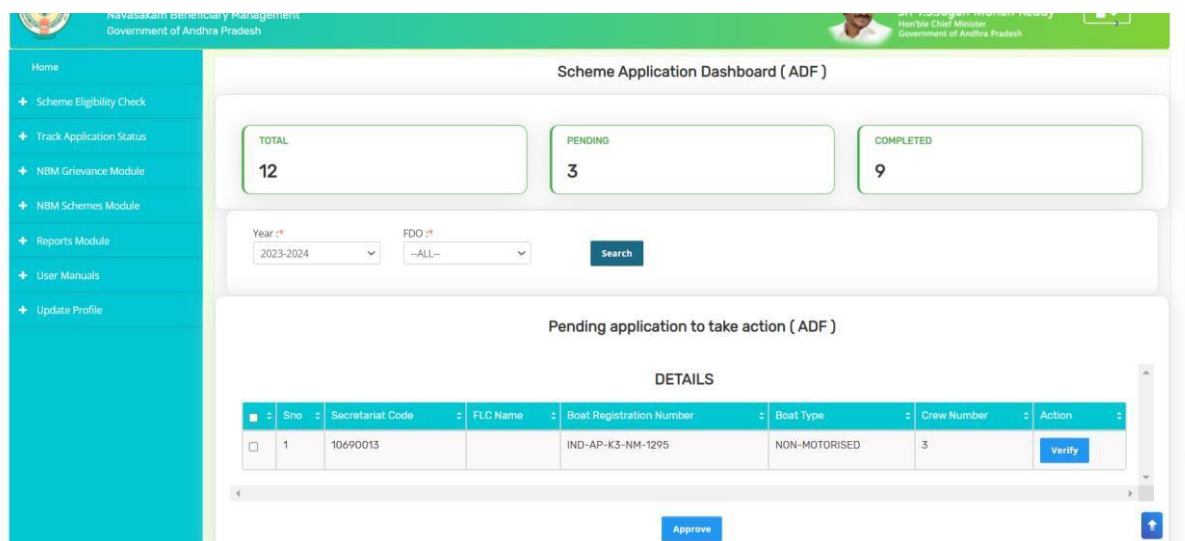 Navasakam Beneficiary Management
Government of Andhra Pradesh
Hon'ble Chief Minister
Government of Andhra Pradesh
Home
+ Scheme Eligibility Check
+ Track Application Status
+ NBM Grievance Module
+ NBM Schemes Module
+ Reports Module
+ User Manuals
+ Update Profile
Scheme Application Dashboard ( ADF )
TOTAL PENDING COMPLETED
12 3 9
Year :* FDO :*
2023-2024 --ALL-- Search
Pending application to take action ( ADF )
DETAILS
Sno Secretariat Code FLC Name Boat Registration Number Boat Type Crew Number Action
1 10690013 IND-AP-K3-NM-1295 NON-MOTORISED 3 Verify
Approve